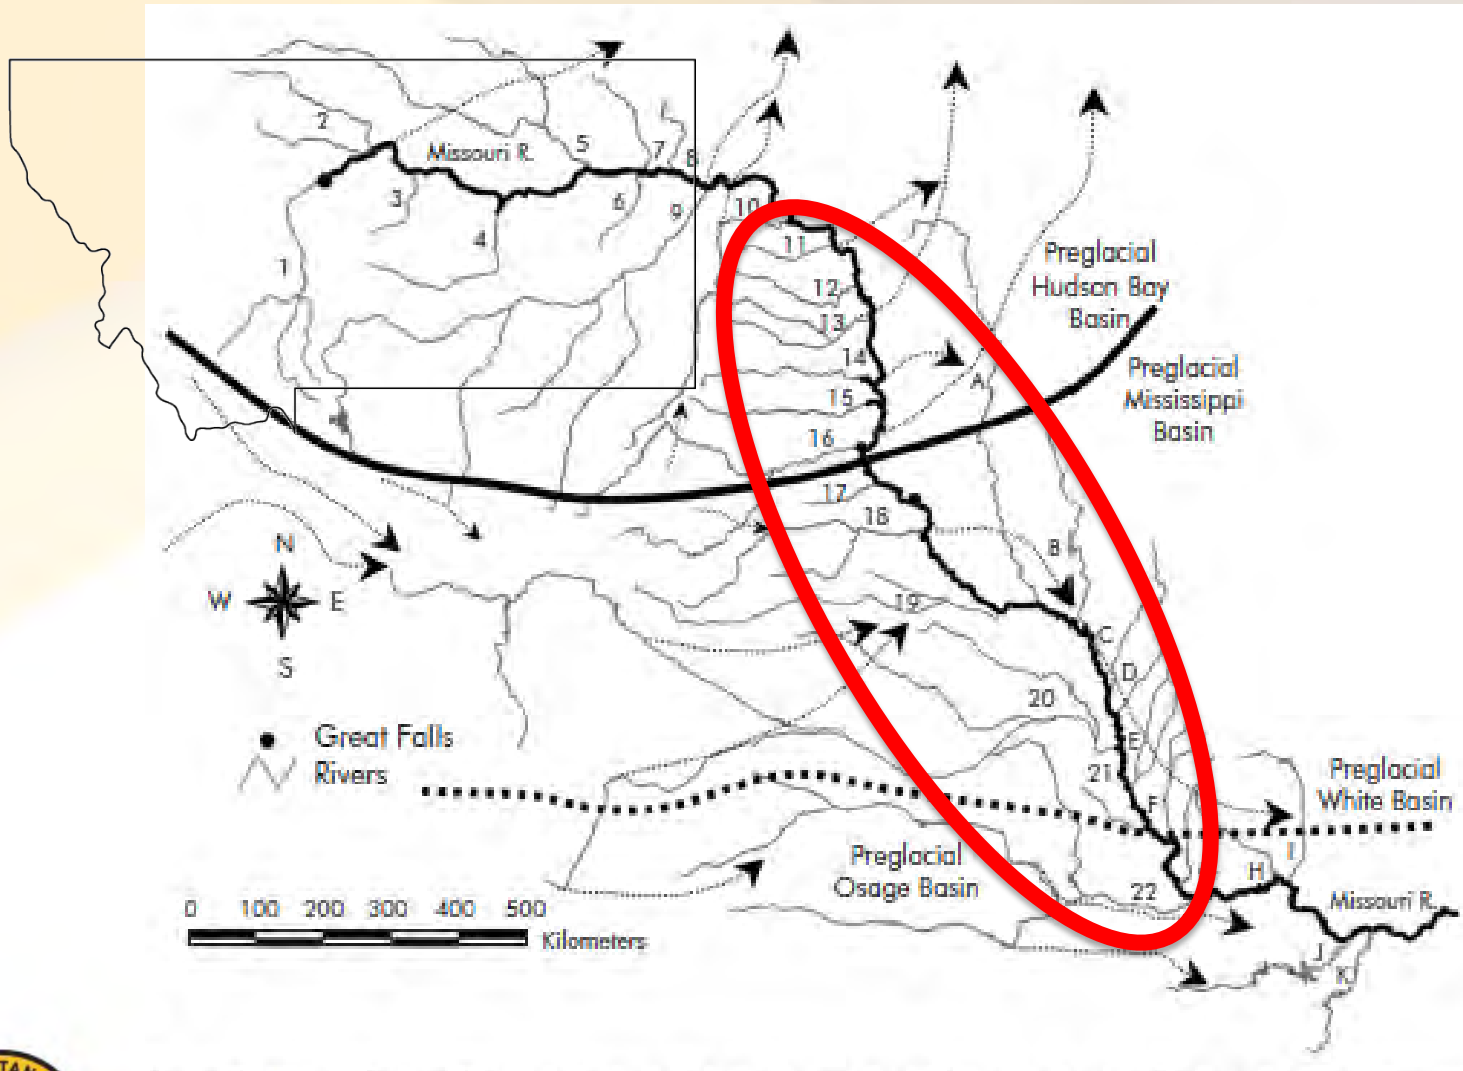 2
Missouri R.
5
7
8
3
6
9
10
4
11
1
Preglacial
Hudson Bay
Basin
12
13
14
Preglacial
Mississippi
Basin
A
15
16
17
18
N
B
W
E
19
S
C
D
20
Great Falls
Rivers
E
21
Preglacial
White Basin
F
Preglacial
Osage Basin
H
I
22
Missouri R.
0 100 200 300 400 500
Kilometers
J
K
TAN